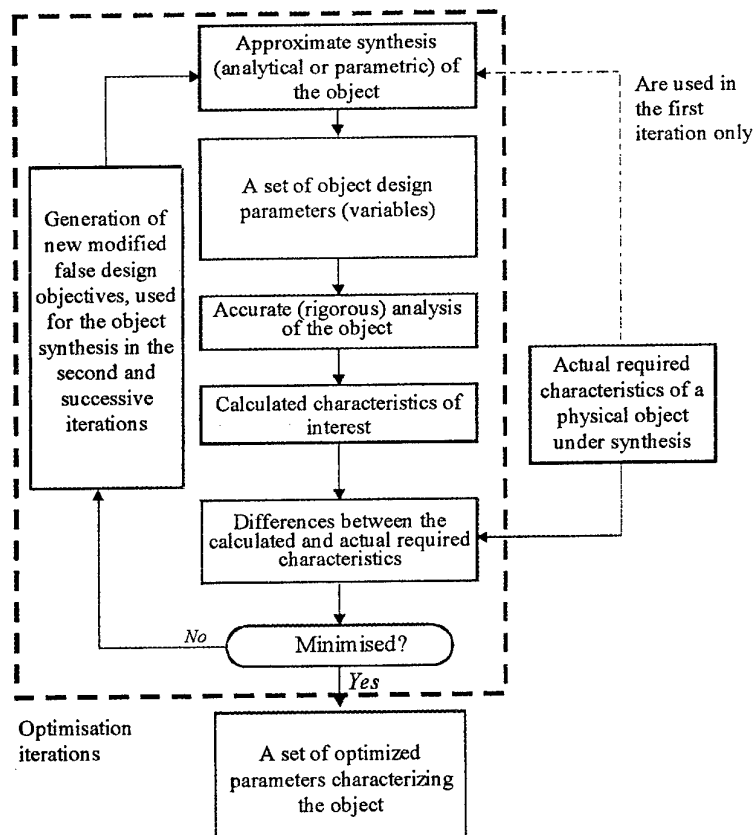 Approximate synthesis
(analytical or parametric) of
the object
Are used in
the first
iteration only
A set of object design
parameters (variables)
Generation of
new modified
false design
objectives, used
for the object
synthesis in the
second and
successive
iterations
Accurate (rigorous) analysis
of the object
Actual required
characteristics of a
physical object
under synthesis
Calculated characteristics of
interest
Differences between the
calculated and actual required
characteristics
No
Minimised?
Yes
Optimisation
iterations
A set of optimized
parameters characterizing
the object